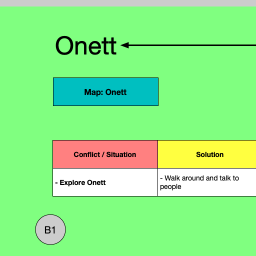 Onett
Map: Onett
Conflict / Situation
Solution
- Explore Onett
- Walk around and talk to
people
B1